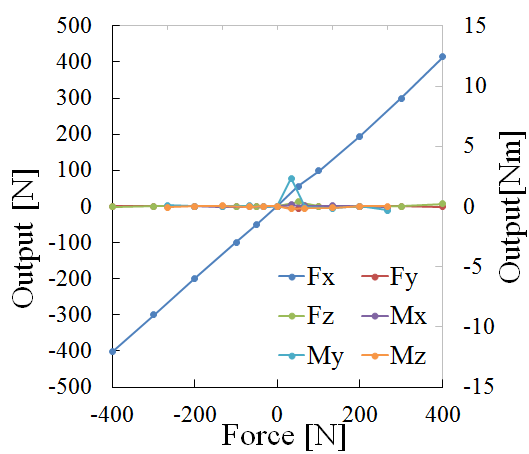 500 15
400
300 10
200 5
100
0 0
-100
-200 -5
-300 -10
-400
-500 -15
Output [N]
Output[Nm]
Fx Fy
Fz Mx
My Mz
-400 -200 0 200 400
Force [N]